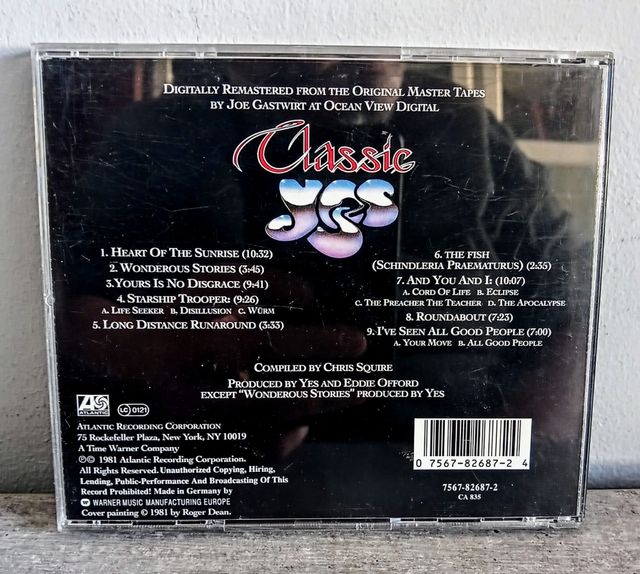 DIGITALLY REMASTERED FROM THE ORIGINAL MASTER TAPES
BY JOE GASTWIRT AT OCEAN VIEW DIGITAL
Classic
YES
1. HEART OF THE SUNRISE (10:32)
2. WONDEROUS STORIES (3:45)
3.YOURS IS NO DISGRACE (9:41)
4. STARSHIP TROOPER; (9:26)
A. LIFE SEEKER B. DISILLUSION C. WÜRM
5. LONG DISTANCE RUNAROUND (3:33)
6. THE FISH
(SCHINDLERIA PRAEMATURUS) (2:35)
7. AND YOU AND I: (10:07)
A. CORD OF LIFE B. ECLIPSE
C. THE PREACHER THE TEACHER D. THE APOCALYPSE
8. ROUNDABOUT (7:23)
9. I'VE SEEN ALL GOOD PEOPLE (7:00)
A. YOUR MOVE B. ALL GOOD PEOPLE
COMPILED BY CHRIS SQUIRE
PRODUCED BY YES AND EDDIE OFFORD
EXCEPT "WONDEROUS STORIES" PRODUCED BY YES
ATLANTIC
LC 0121
ATLANTIC RECORDING CORPORATION
75 ROCKEFELLER PLAZA, NEW YORK, NY 10019
A TIME WARNER COMPANY
℗© 1981 Atlantic Recording Corporation.
All Rights Reserved. Unauthorized Copying, Hiring,
Lending, Public-Performance And Broadcasting Of This
Record Prohibited! Made in Germany by
WARNER MUSIC MANUFACTURING EUROPE
Cover painting © 1981 by Roger Dean.
0 7567-82687-2 4
7567-82687-2
CA 835